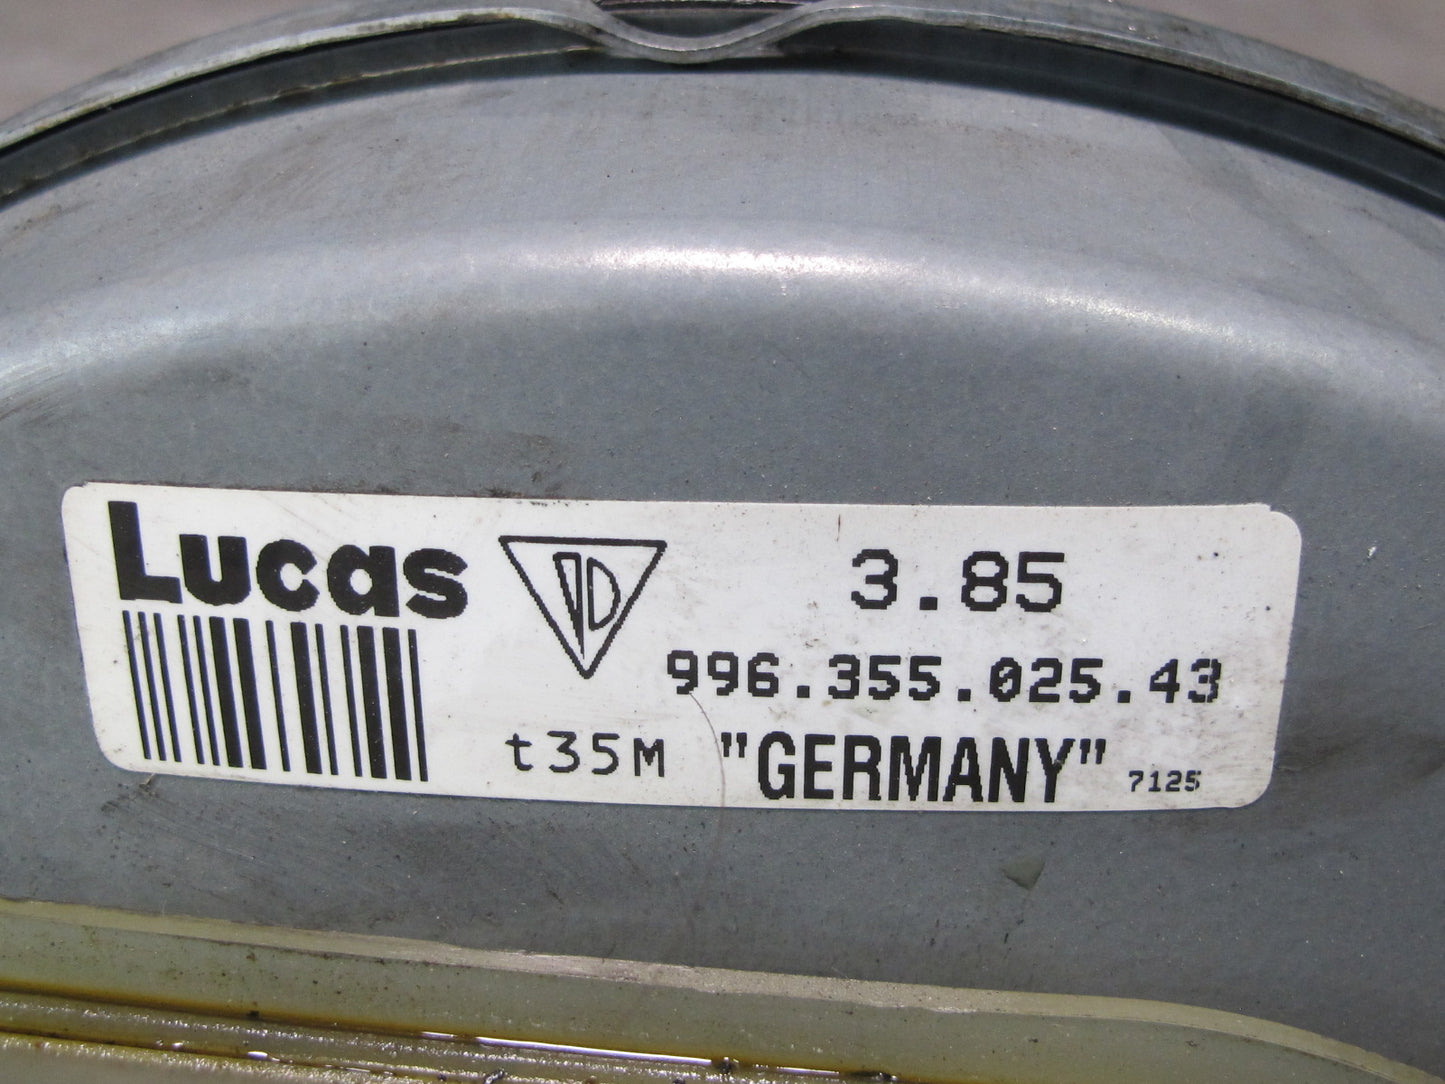 Lucas
3.85
996.355.025.43
t35M "GERMANY" 7125